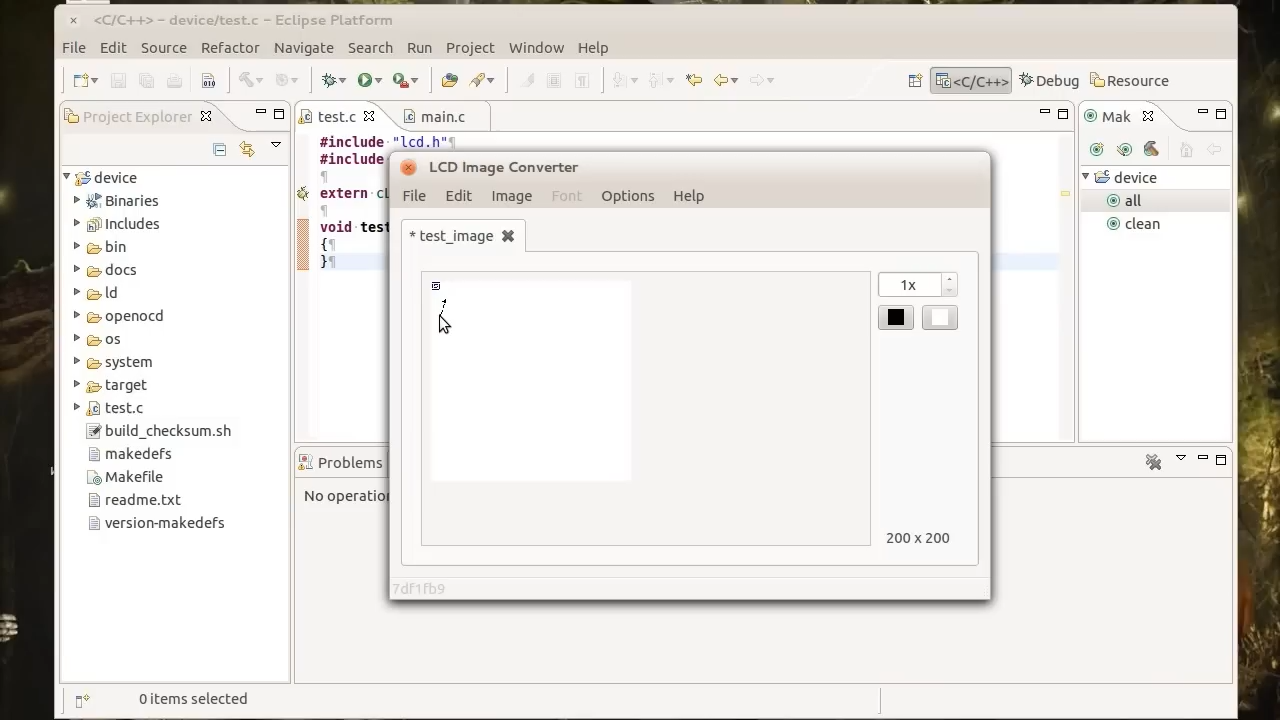 <C/C++> - device/test.c - Eclipse Platform
File Edit Source Refactor Navigate Search Run Project Window Help
<C/C++> Debug Resource
Project Explorer
test.c main.c
Mak
#include "lcd.h"¶
#include
¶
extern
¶
void test
{¶
}¶
device
Binaries
Includes
bin
docs
ld
openocd
os
system
target
test.c
build_checksum.sh
makedefs
Makefile
readme.txt
version-makedefs
device
all
clean
LCD Image Converter
File Edit Image Font Options Help
* test_image
1x
200 x 200
7df1fb9
Problems
No operation
0 items selected